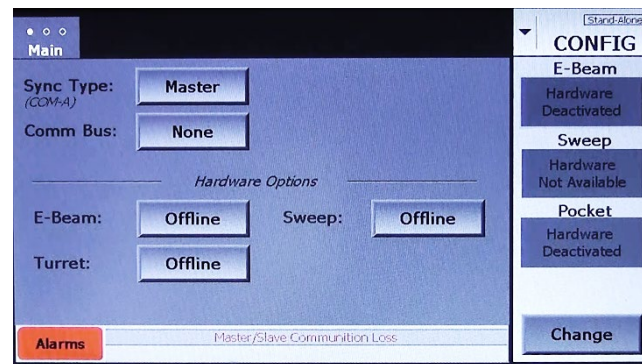 Main
Sync Type:
Master
(COM-A)
Comm Bus:
None
Hardware Options
E-Beam:
Offline
Sweep:
Offline
Turret:
Offline
Alarms
Master/Slave Communition Loss
Stand-Alone
CONFIG
E-Beam
Hardware
Deactivated
Sweep
Hardware
Not Available
Pocket
Hardware
Deactivated
Change